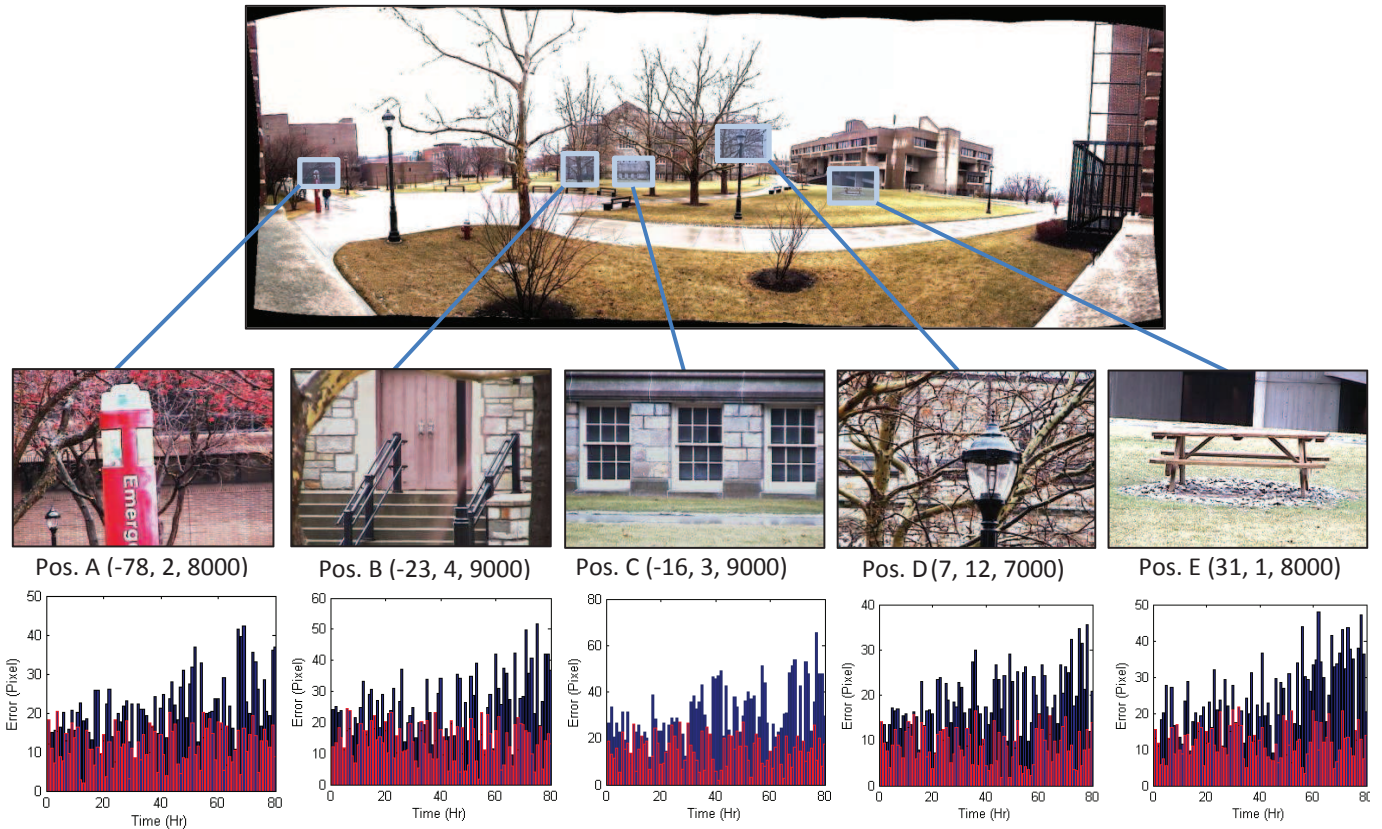 Emerg
Pos. A (-78, 2, 8000)
Pos. B (-23, 4, 9000)
Pos. C (-16, 3, 9000)
Pos. D (7, 12, 7000)
Pos. E (31, 1, 8000)
Error (Pixel)
50
40
30
20
10
0
0 20 40 60 80
Time (Hr)
Error (Pixel)
60
50
40
30
20
10
0
0 20 40 60 80
Time (Hr)
Error (Pixel)
80
60
40
20
0
0 20 40 60 80
Time (Hr)
Error (Pixel)
40
30
20
10
0
0 20 40 60 80
Time (Hr)
Error (Pixel)
50
40
30
20
10
0
0 20 40 60 80
Time (Hr)